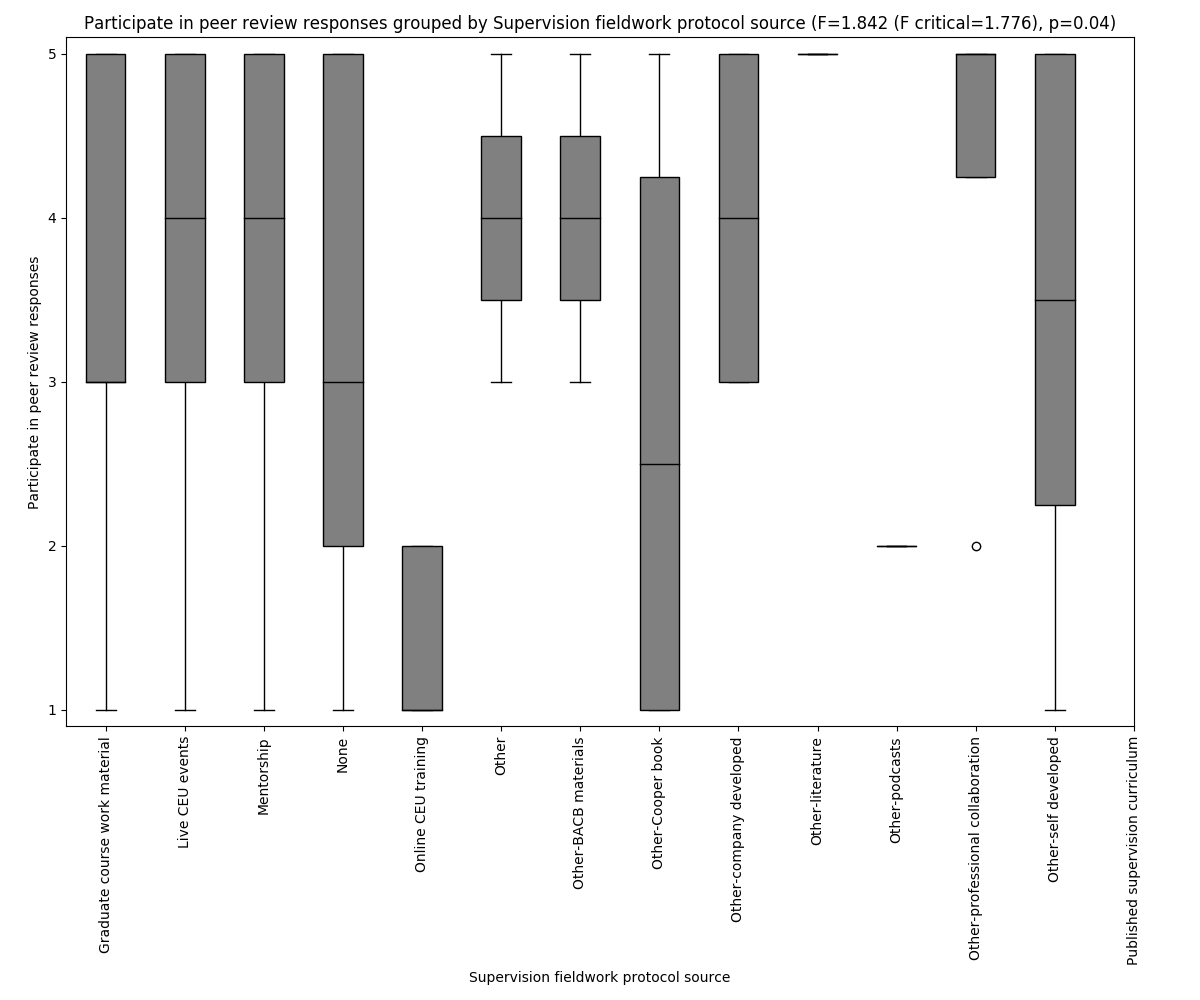 Participate in peer review responses grouped by Supervision fieldwork protocol source (F=1.842 (F critical=1.776), p=0.04)
5
4
3
2
1
Participate in peer review responses
Graduate course work material
Live CEU events
Mentorship
None
Online CEU training
Other
Other-BACB materials
Other-Cooper book
Other-company developed
Other-literature
Other-podcasts
Other-professional collaboration
Other-self developed
Published supervision curriculum
Supervision fieldwork protocol source